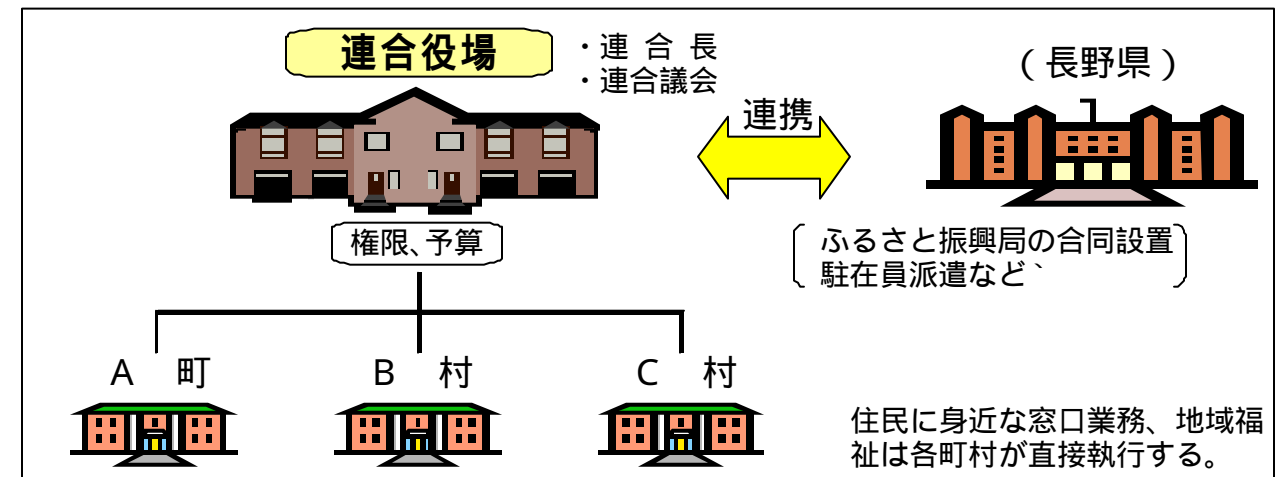 連合役場
・連 合 長
・連合議会
(長野県)
連携
権限、予算
ふるさと振興局の合同設置
駐在員派遣など`
A 町
B 村
C 村
住民に身近な窓口業務、地域福
祉は各町村が直接執行する。